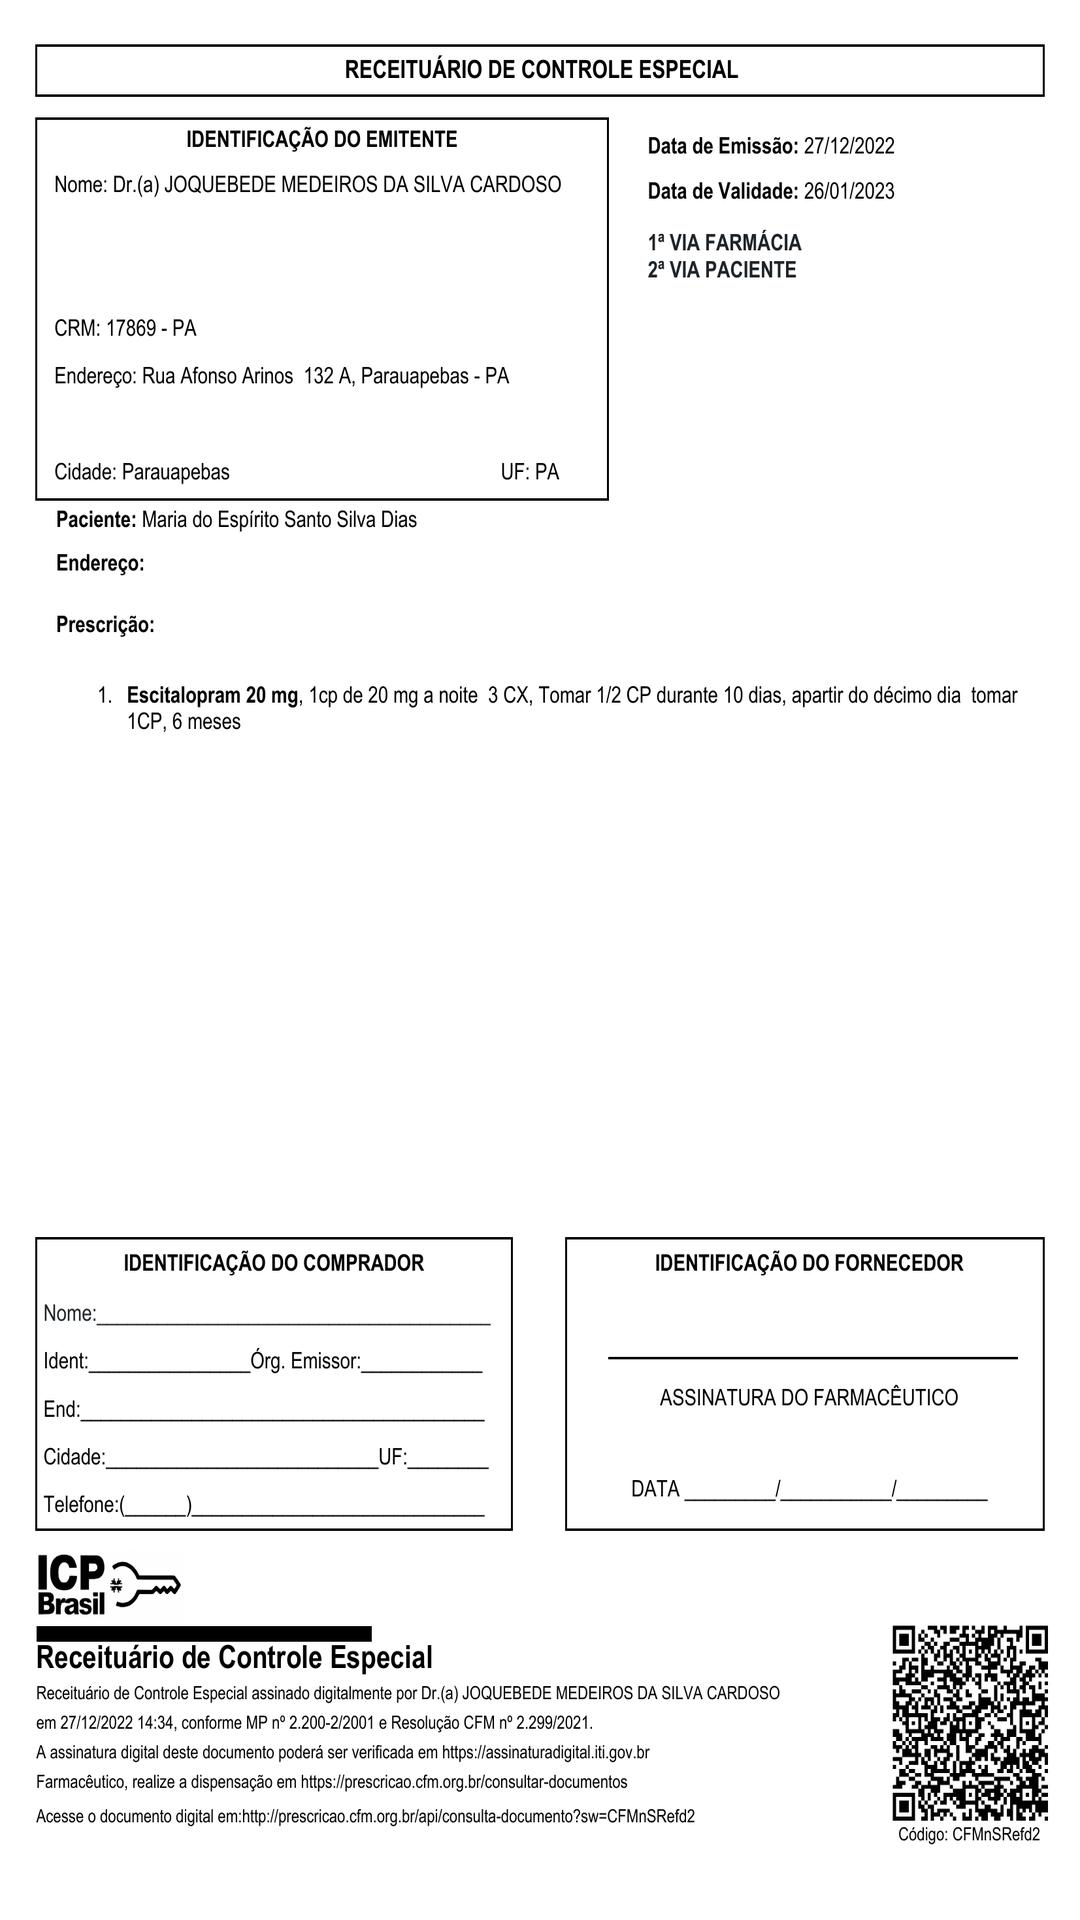 RECEITUÁRIO DE CONTROLE ESPECIAL
IDENTIFICAÇÃO DO EMITENTE
Nome: Dr.(a) JOQUEBEDE MEDEIROS DA SILVA CARDOSO
CRM: 17869 - PA
Endereço: Rua Afonso Arinos  132 A, Parauapebas - PA
Cidade: Parauapebas UF: PA
Data de Emissão: 27/12/2022
Data de Validade: 26/01/2023
1ª VIA FARMÁCIA
2ª VIA PACIENTE
Paciente: Maria do Espírito Santo Silva Dias
Endereço:
Prescrição:
1. Escitalopram 20 mg, 1cp de 20 mg a noite  3 CX, Tomar 1/2 CP durante 10 dias, apartir do décimo dia  tomar
1CP, 6 meses
IDENTIFICAÇÃO DO COMPRADOR
Nome:_______________________________________
Ident:________________Órg. Emissor:____________
End:________________________________________
Cidade:___________________________UF:________
Telefone:(______)_____________________________
IDENTIFICAÇÃO DO FORNECEDOR
ASSINATURA DO FARMACÊUTICO
DATA _________/___________/_________
ICP
Brasil
Receituário de Controle Especial
Receituário de Controle Especial assinado digitalmente por Dr.(a) JOQUEBEDE MEDEIROS DA SILVA CARDOSO
em 27/12/2022 14:34, conforme MP nº 2.200-2/2001 e Resolução CFM nº 2.299/2021.
A assinatura digital deste documento poderá ser verificada em https://assinaturadigital.iti.gov.br
Farmacêutico, realize a dispensação em https://prescricao.cfm.org.br/consultar-documentos
Acesse o documento digital em:http://prescricao.cfm.org.br/api/consulta-documento?sw=CFMnSRefd2
Código: CFMnSRefd2